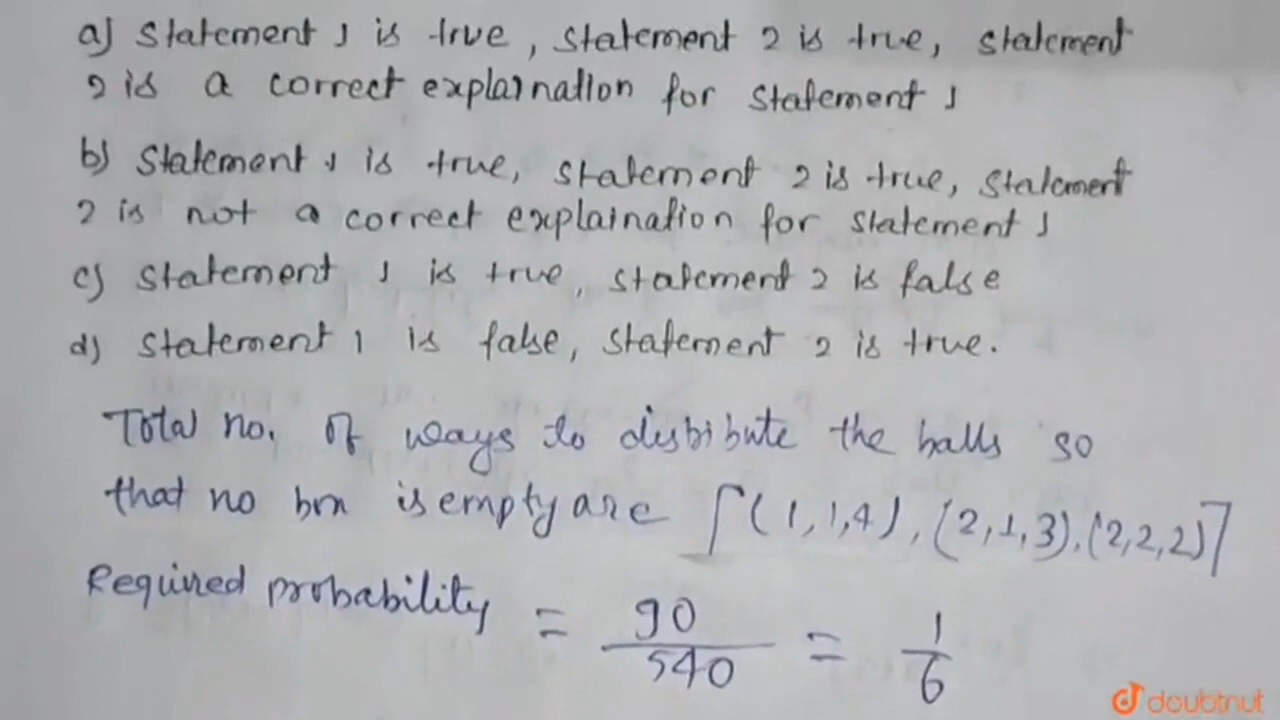 a) Statement 1 is true, Statement 2 is true, statement
2 is a correct explaination for Statement 1
b) Statement 1 is true, Statement 2 is true, Statement
2 is not a correct explaination for statement 1
c) Statement 1 is true, statement 2 is false
d) Statement 1 is false, Statement 2 is true.
Total no. of ways to distribute the balls so
that no box is empty are [(1,1,4), (2,1,3), (2,2,2)]
Required probability = 90/540 = 1/6
doubtnut